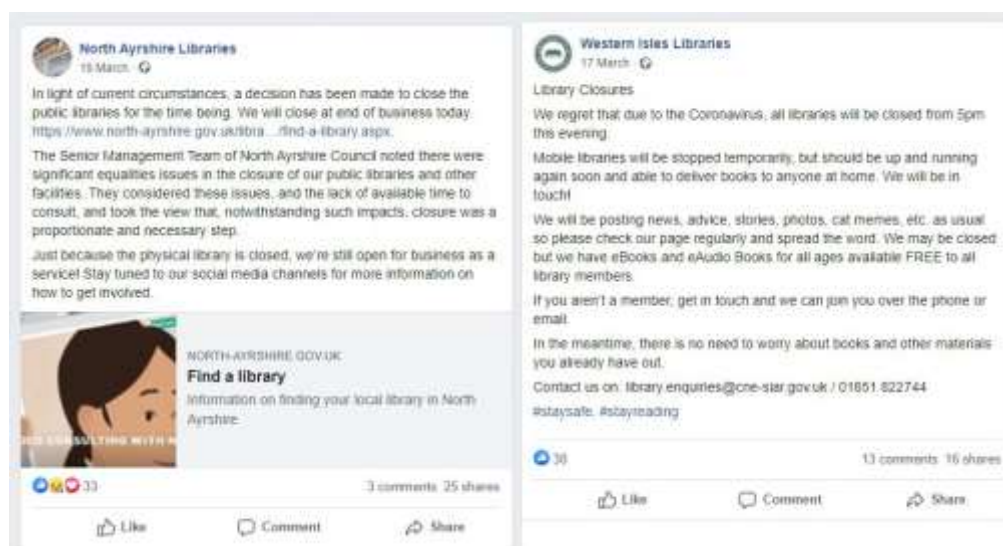 North Ayrshire Libraries
In light of current circumstances, a decision has been made to close the
public libraries for the time being. We will close at end of business today.
https://www.north-ayrshire.gov.uk/libra.../find-a-library.aspx.
The Senior Management Team of North Ayrshire Council noted there were
significant equalities issues in the closure of our public libraries and other
facilities. They considered these issues, and the lack of available time to
consult, and took the view that, notwithstanding such impacts, closure was a
proportionate and necessary step.
Just because the physical library is closed, we're still open for business as a
service! Stay tuned to our social media channels for more information on
how to get involved.
NORTH-AYRSHIRE.GOV.UK
Find a library
Information on finding your local library in North
Ayrshire
CONSULTING WITH
33
3 comments 25 shares
Like Comment Share
Western Isles Libraries
17 March
Library Closures
We regret that due to the Coronavirus, all libraries will be closed from 5pm
this evening.
Mobile libraries will be stopped temporarily, but should be up and running
again soon and able to deliver books to anyone at home. We will be in
touch!
We will be posting news, advice, stories, photos, cat memes, etc. as usual
so please check our page regularly and spread the word. We may be closed
but we have eBooks and eAudio Books for all ages available FREE to all
library members.
If you aren't a member, get in touch and we can join you over the phone or
email.
In the meantime, there is no need to worry about books and other materials
you already have out.
Contact us on: library.enquiries@cne-siar.gov.uk / 01851 822744
#staysafe, #stayreading
38
13 comments 16 shares
Like Comment Share